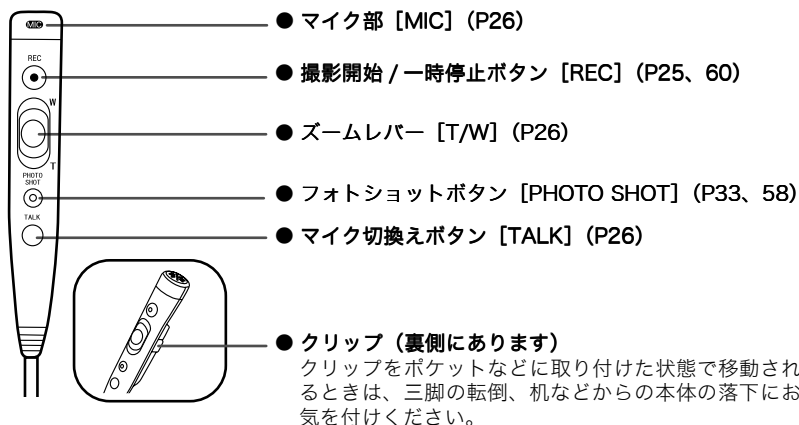 MIC
REC
W
T
PHOTO
SHOT
TALK
● マイク部［MIC］（P26）
● 撮影開始 / 一時停止ボタン［REC］（P25、60）
● ズームレバー［T/W］（P26）
● フォトショットボタン［PHOTO SHOT］（P33、58）
● マイク切換えボタン［TALK］（P26）
● クリップ（裏側にあります）
クリップをポケットなどに取り付けた状態で移動され
るときは、三脚の転倒、机などからの本体の落下にお
気を付けください。